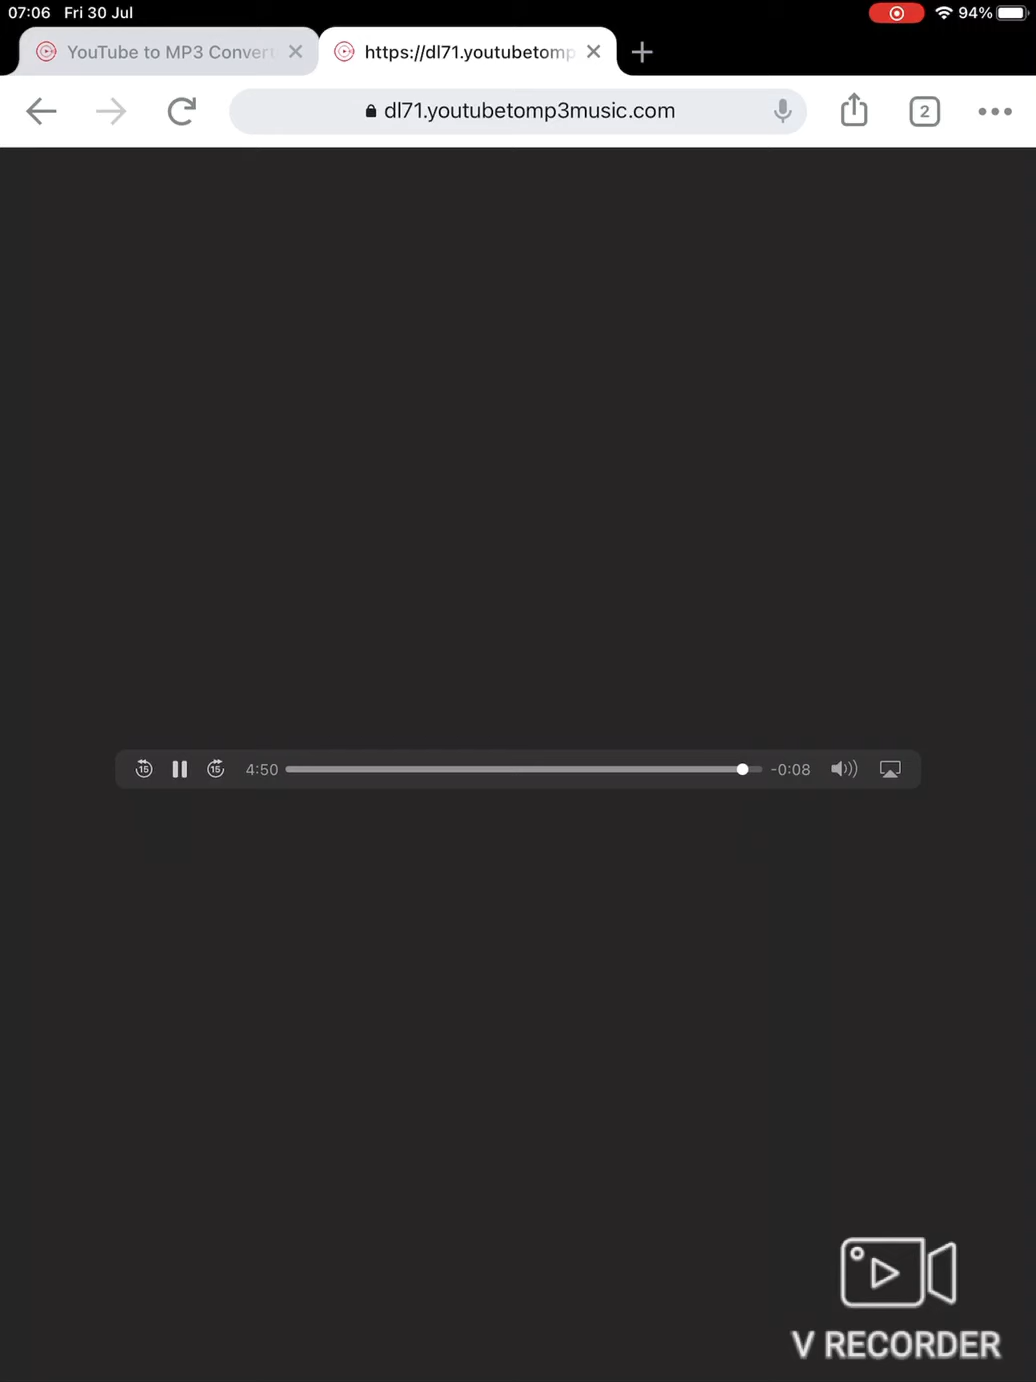 07:06 Fri 30 Jul
94%
YouTube to MP3 Convert
https://dl71.youtubetomp
dl71.youtubetomp3music.com
2
15
15
4:50
-0:08
V RECORDER